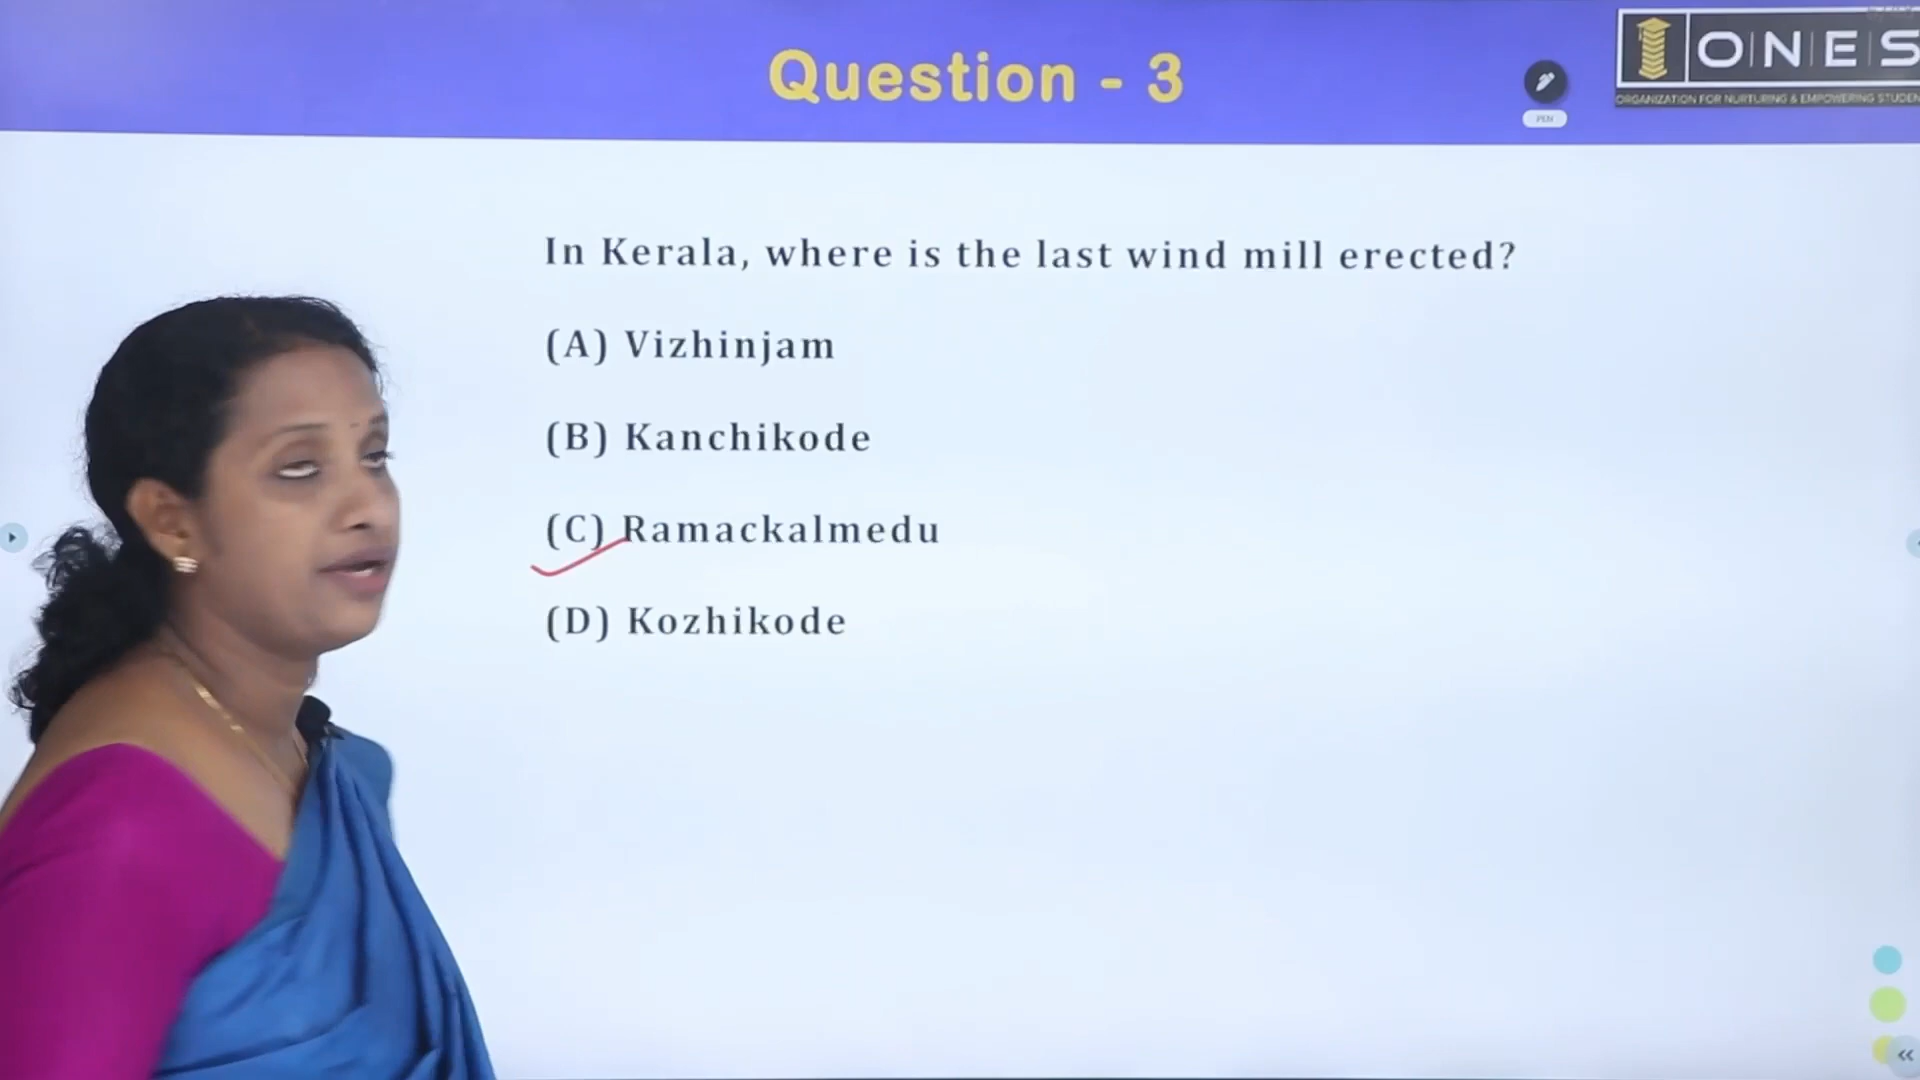 Question - 3
PEN
O|N|E|S
ORGANIZATION FOR NURTURING & EMPOWERING STUDEN
In Kerala, where is the last wind mill erected?
(A) Vizhinjam
(B) Kanchikode
(C) Ramackalmedu
(D) Kozhikode